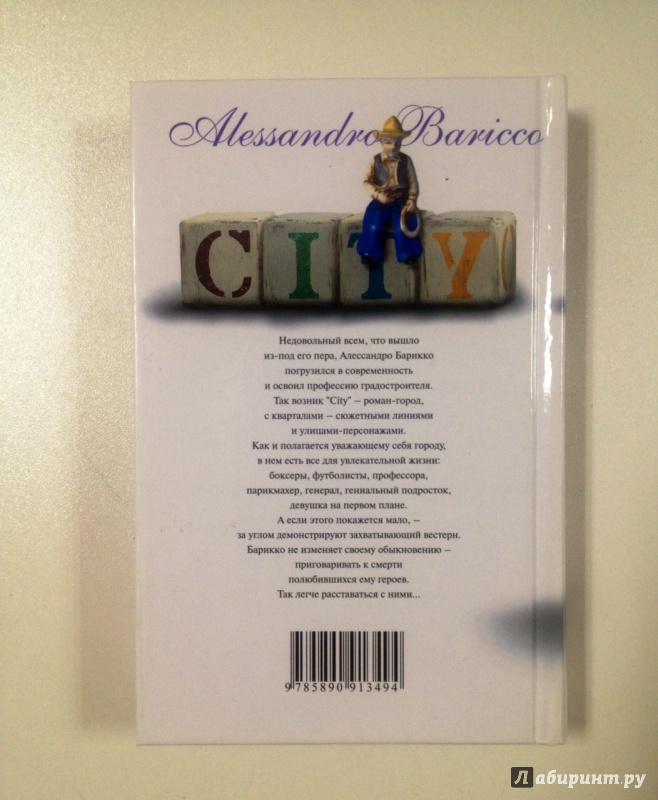 Alessandro Baricco
CITY
Недовольный всем, что вышло
из-под его пера, Алессандро Барикко
погрузился в современность
и освоил профессию градостроителя.
Так возник "City" – роман-город,
с кварталами – сюжетными линиями
и улицами-персонажами.
Как и полагается уважающему себя городу,
в нем есть все для увлекательной жизни:
боксеры, футболисты, профессора,
парикмахер, генерал, гениальный подросток,
девушка на первом плане.
А если этого покажется мало, –
за углом демонстрируют захватывающий вестерн.
Барикко не изменяет своему обыкновению –
приговаривать к смерти
полюбившихся ему героев.
Так легче расставаться с ними...
9 785890 913494
Лабиринт.ру